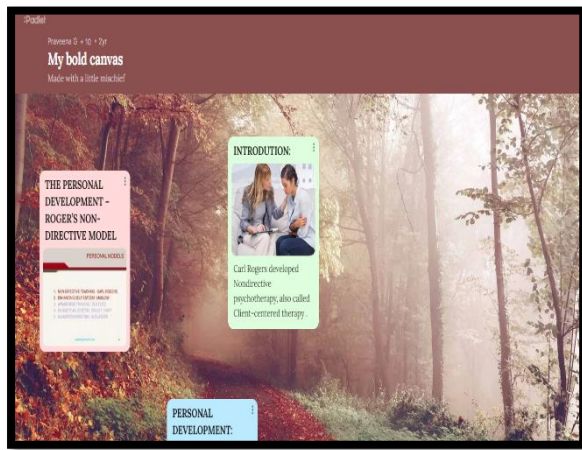 :Padlet
Praveena D + 10 • 2yr
My bold canvas
Made with a little mischief
THE PERSONAL
DEVELOPMENT –
ROGER'S NON-
DIRECTIVE MODEL
PERSONAL MODELS
INTRODUTION:
Carl Rogers developed
Nondirective
psychotherapy, also called
Client-centered therapy .
PERSONAL
DEVELOPMENT: